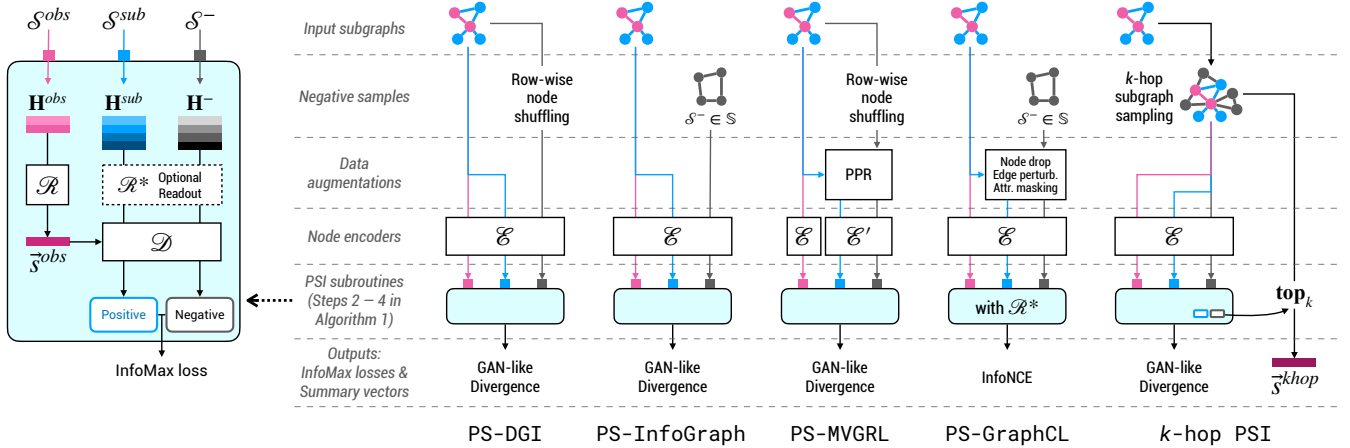 𝒮^obs 𝒮^sub 𝒮^−
H^obs H^sub H^−
ℛ
ℛ* Optional
Readout
s⃗^obs
𝒟
Positive
Negative
InfoMax loss
Input subgraphs
Negative samples
Data
augmentations
Node encoders
PSI subroutines
(Steps 2 – 4 in
Algorithm 1)
Outputs:
InfoMax losses &
Summary vectors
Row-wise
node
shuffling
ℰ
GAN-like
Divergence
PS-DGI
𝒮^− ∈ 𝕊
ℰ
GAN-like
Divergence
PS-InfoGraph
Row-wise
node
shuffling
PPR
ℰ
ℰ′
GAN-like
Divergence
PS-MVGRL
𝒮^− ∈ 𝕊
Node drop
Edge perturb.
Attr. masking
ℰ
with ℛ*
InfoNCE
PS-GraphCL
k-hop
subgraph
sampling
ℰ
top_k
GAN-like
Divergence
s⃗^khop
k-hop PSI